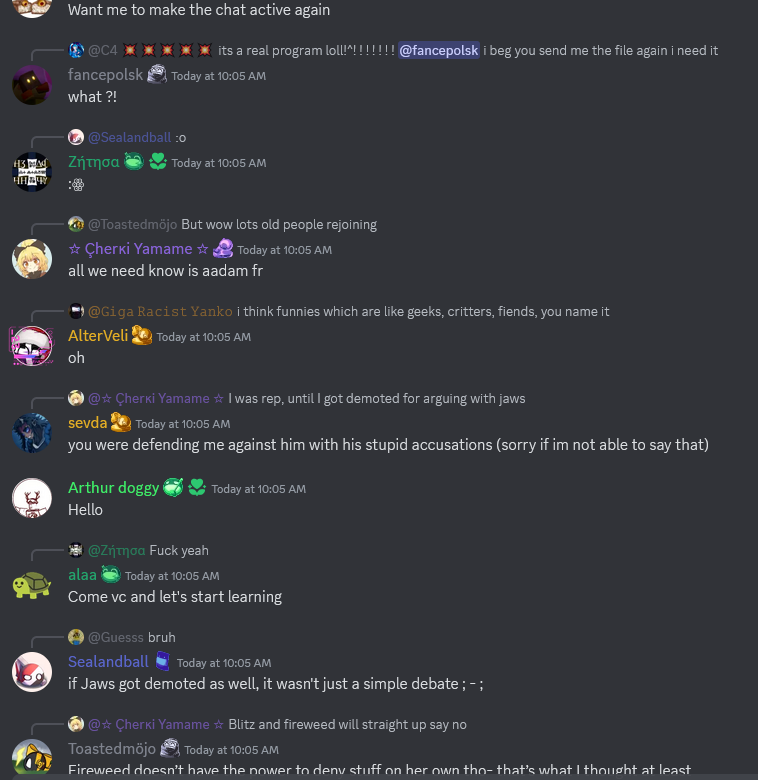 Want me to make the chat active again
@C4 💥💥💥💥💥 its a real program loll!^!!!!!!! @fancepolsk i beg you send me the file again i need it
fancepolsk Today at 10:05 AM
what ?!
@Sealandball :o
Ζήτησα Today at 10:05 AM
:🏵
@Toastedmöjo But wow lots old people rejoining
☆ Çherкi Yamame ☆ Today at 10:05 AM
all we need know is aadam fr
@Giga Racist Yanko i think funnies which are like geeks, critters, fiends, you name it
AlterVeli Today at 10:05 AM
oh
@☆ Çherкi Yamame ☆ I was rep, until I got demoted for arguing with jaws
sevda Today at 10:05 AM
you were defending me against him with his stupid accusations (sorry if im not able to say that)
Arthur doggy Today at 10:05 AM
Hello
@Ζήτησα Fuck yeah
alaa Today at 10:05 AM
Come vc and let's start learning
@Guesss bruh
Sealandball Today at 10:05 AM
if Jaws got demoted as well, it wasn't just a simple debate ; - ;
@☆ Çherкi Yamame ☆ Blitz and fireweed will straight up say no
Toastedmöjo Today at 10:05 AM
Fireweed doesn't have the power to deny stuff on her own tho- that's what I thought at least